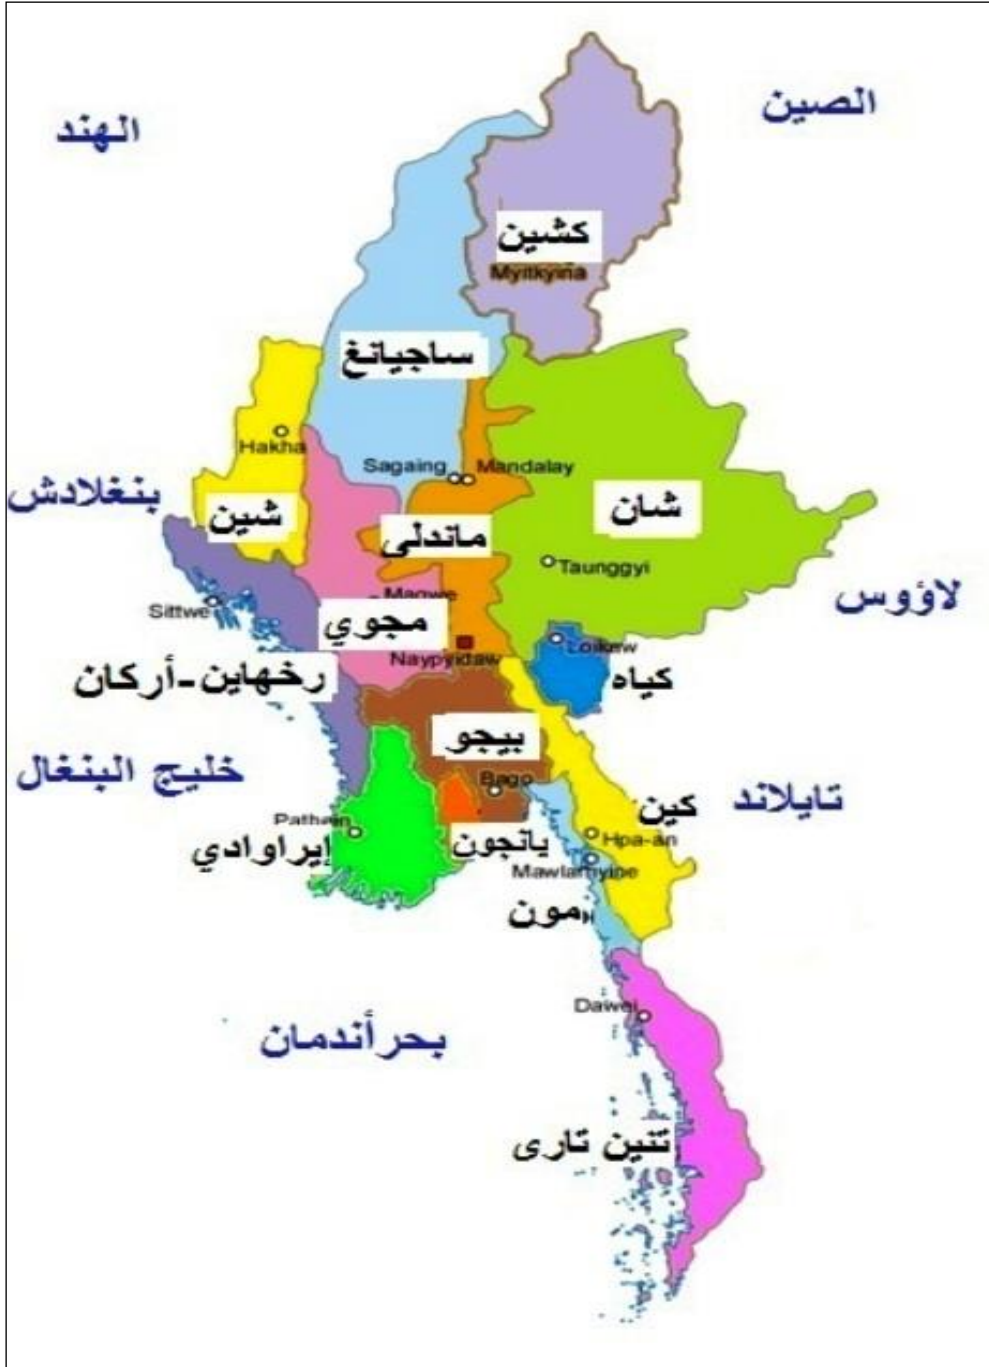 الصين
الهند
كشين
Myitkyina
ساجيانغ
Hakha
Sagaing
Mandalay
بنغلادش
شين
شان
ماندلى
Taunggyi
لاؤوس
Magwe
Sittwe
مجوي
Loikaw
Naypyidaw
رخهاين-أركان
كياه
بيجو
خليج البنغال
Bago
تايلاند
كين
Pathein
Hpa-an
إيراوادي
يانجون
Mawlamyine
مون
Dawei
بحر أندمان
تنين تارى